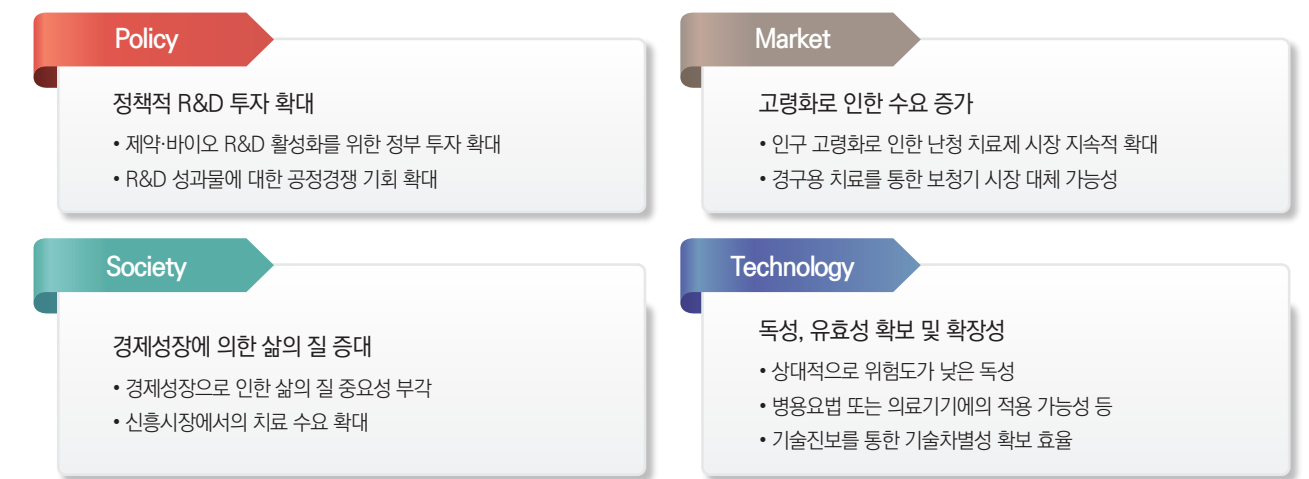 Policy
정책적 R&D 투자 확대
• 제약·바이오 R&D 활성화를 위한 정부 투자 확대
• R&D 성과물에 대한 공정경쟁 기회 확대
Market
고령화로 인한 수요 증가
• 인구 고령화로 인한 난청 치료제 시장 지속적 확대
• 경구용 치료를 통한 보청기 시장 대체 가능성
Society
경제성장에 의한 삶의 질 증대
• 경제성장으로 인한 삶의 질 중요성 부각
• 신흥시장에서의 치료 수요 확대
Technology
독성, 유효성 확보 및 확장성
• 상대적으로 위험도가 낮은 독성
• 병용요법 또는 의료기기에의 적용 가능성 등
• 기술진보를 통한 기술차별성 확보 효율